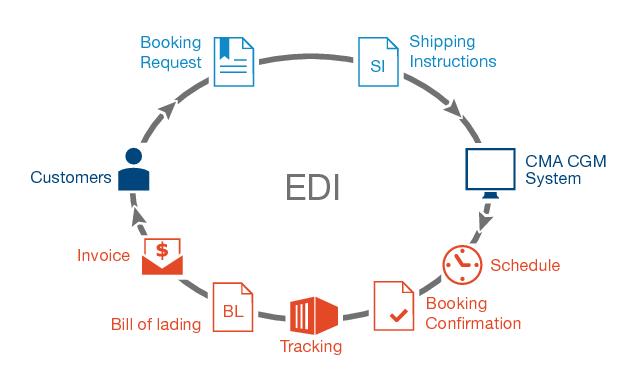 Booking
Request
Shipping
Instructions
SI
Customers
EDI
CMA CGM
System
Invoice
$
Schedule
Bill of lading
BL
Booking
Confirmation
Tracking